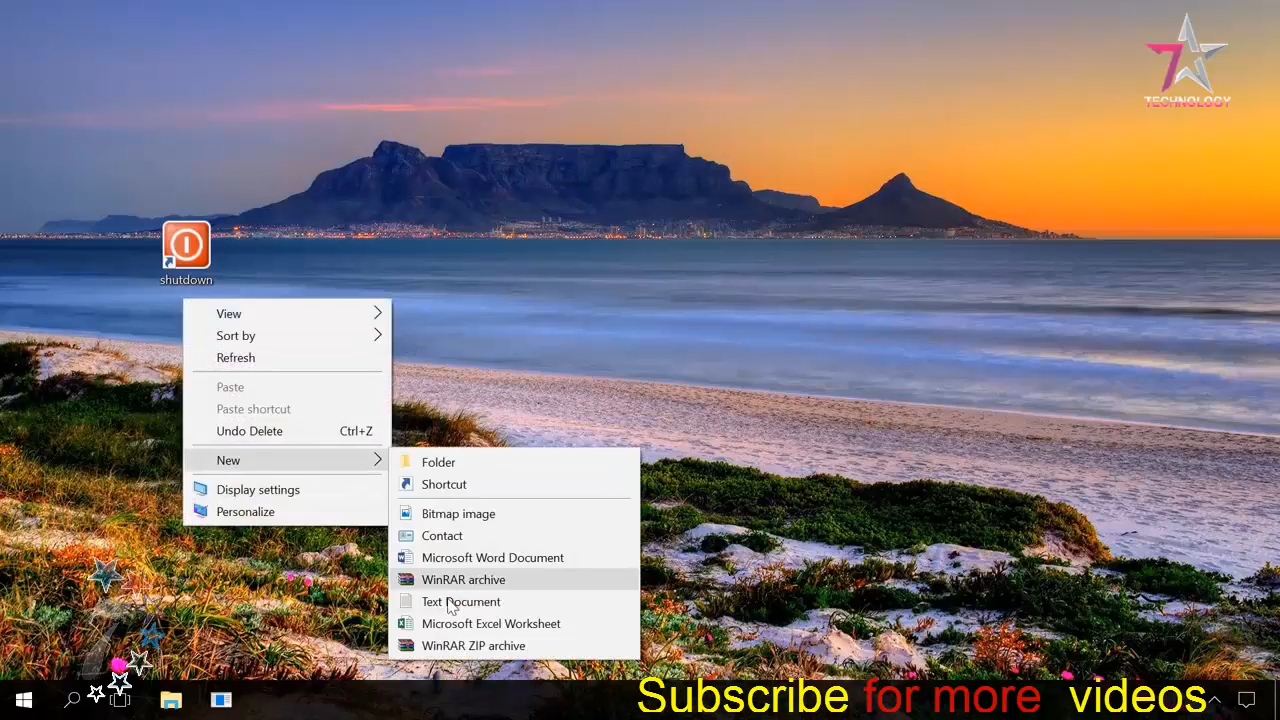 7
TECHNOLOGY
shutdown
View
Sort by
Refresh
Paste
Paste shortcut
Undo Delete Ctrl+Z
New
Display settings
Personalize
Folder
Shortcut
Bitmap image
Contact
Microsoft Word Document
WinRAR archive
Text Document
Microsoft Excel Worksheet
WinRAR ZIP archive
Subscribe for more videos